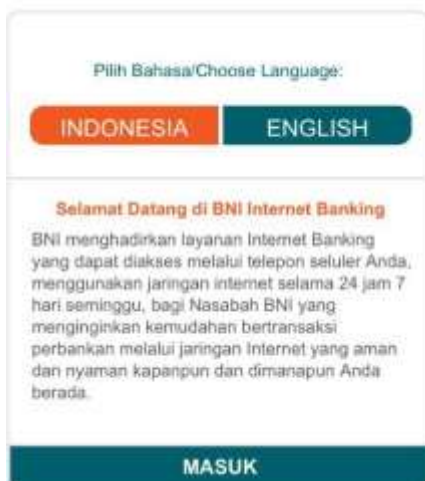 Pilih Bahasa/Choose Language:
INDONESIA ENGLISH
Selamat Datang di BNI Internet Banking
BNI menghadirkan layanan Internet Banking
yang dapat diakses melalui telepon seluler Anda,
menggunakan jaringan internet selama 24 jam 7
hari seminggu, bagi Nasabah BNI yang
menginginkan kemudahan bertransaksi
perbankan melalui jaringan Internet yang aman
dan nyaman kapanpun dan dimanapun Anda
berada.
MASUK